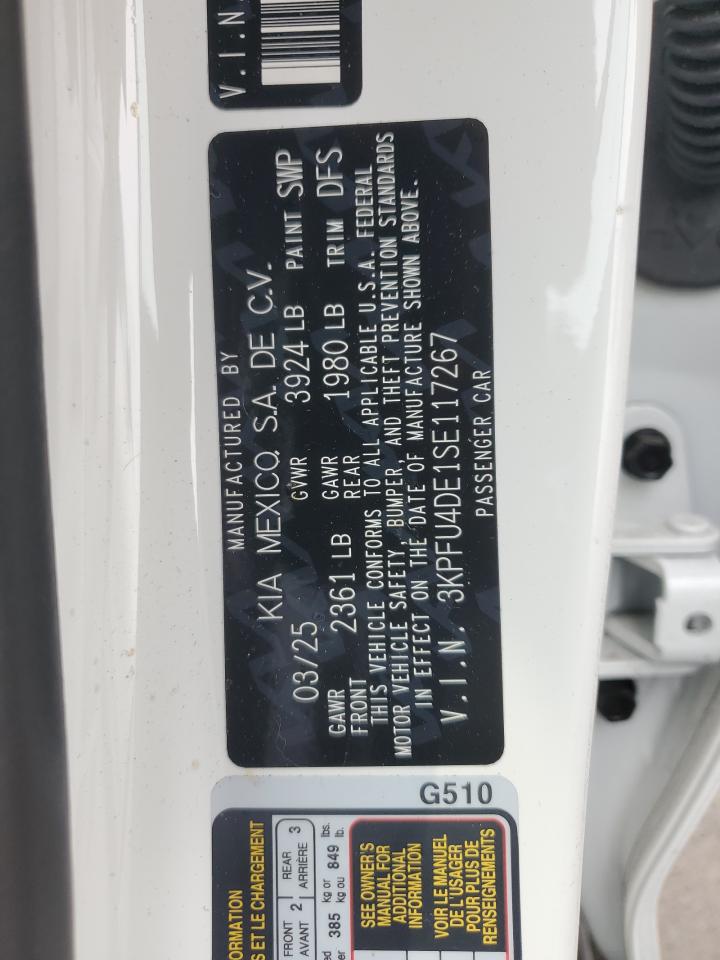 V.I.N
MANUFACTURED BY
KIA MEXICO, S.A. DE C.V.
03/25 GVWR 3924 LB PAINT SWP
GAWR FRONT 2361 LB GAWR REAR 1980 LB TRIM DFS
THIS VEHICLE CONFORMS TO ALL APPLICABLE U.S.A. FEDERAL
MOTOR VEHICLE SAFETY, BUMPER, AND THEFT PREVENTION STANDARDS
IN EFFECT ON THE DATE OF MANUFACTURE SHOWN ABOVE.
V.I.N. 3KPFU4DE1SE117267
PASSENGER CAR
G510
ORMATION
S ET LE CHARGEMENT
FRONT 2 REAR 3
AVANT ARRIÈRE
385 kg or kg ou 849 lbs. lb.
SEE OWNER'S
MANUAL FOR
ADDITIONAL
INFORMATION
VOIR LE MANUEL
DE L'USAGER
POUR PLUS DE
RENSEIGNEMENTS